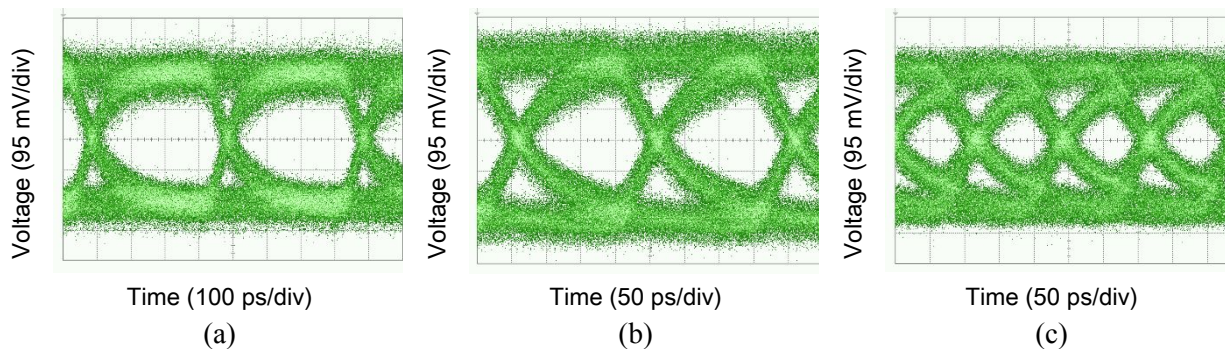 Voltage (95 mV/div)
Time (100 ps/div)
(a)
Voltage (95 mV/div)
Time (50 ps/div)
(b)
Voltage (95 mV/div)
Time (50 ps/div)
(c)